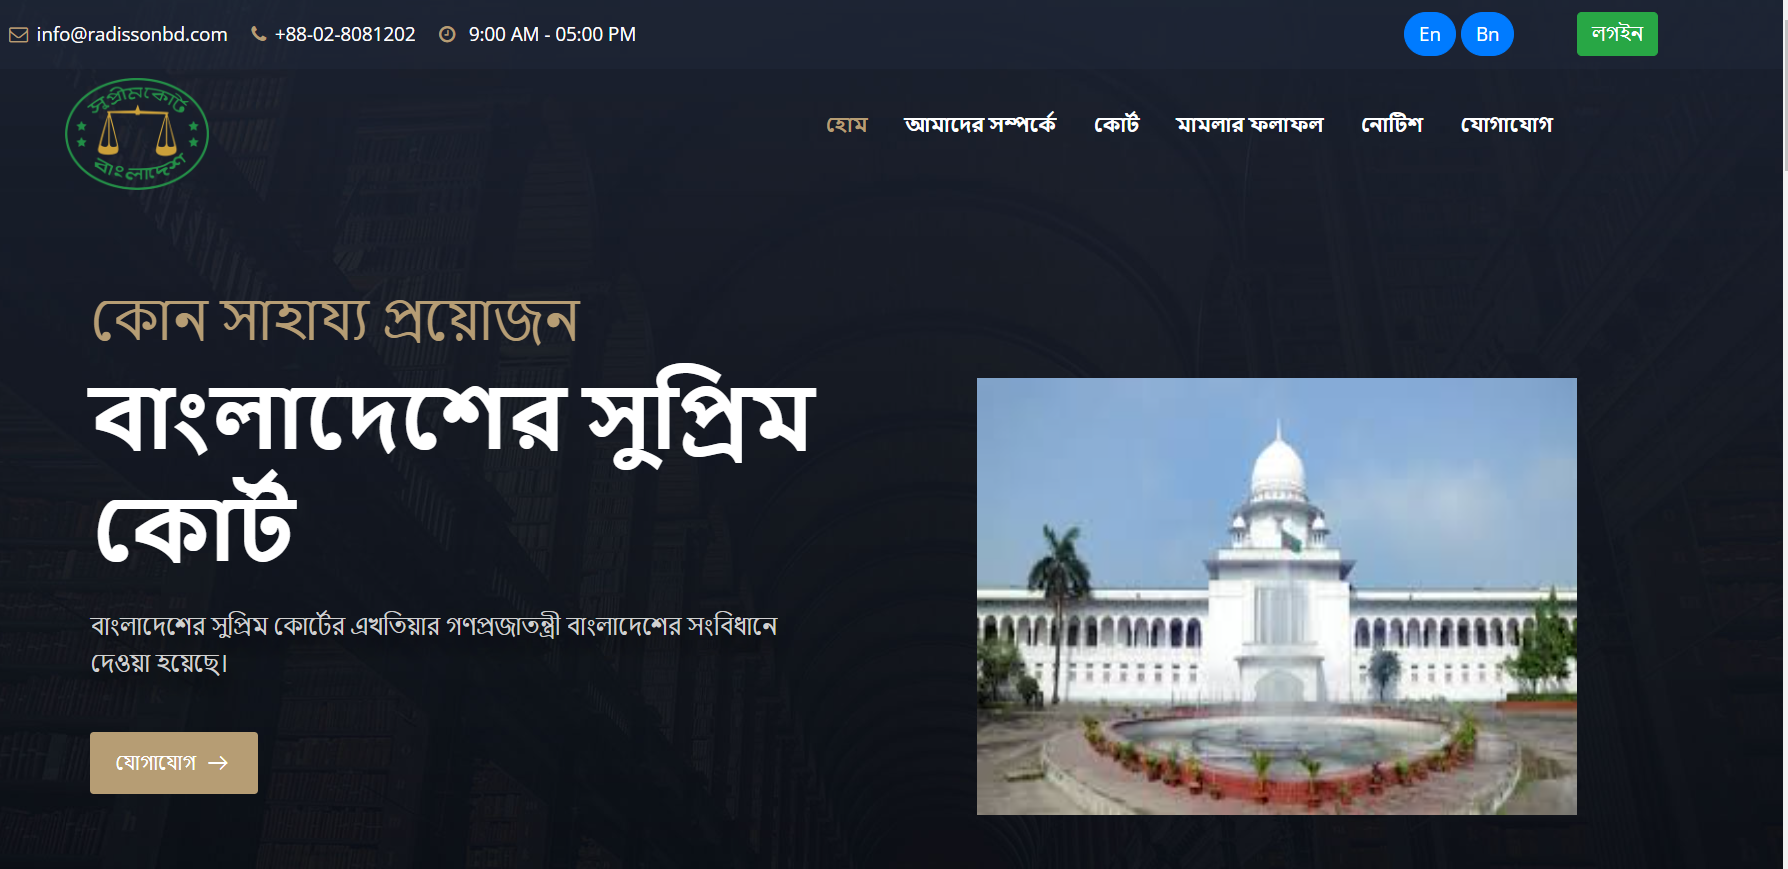 info@radissonbd.com +88-02-8081202 9:00 AM - 05:00 PM En Bn লগইন
সুপ্রীমকোর্ট
বাংলাদেশ
হোম আমাদের সম্পর্কে কোর্ট মামলার ফলাফল নোটিশ যোগাযোগ
কোন সাহায্য প্রয়োজন
বাংলাদেশের সুপ্রিম
কোর্ট
বাংলাদেশের সুপ্রিম কোর্টের এখতিয়ার গণপ্রজাতন্ত্রী বাংলাদেশের সংবিধানে
দেওয়া হয়েছে।
যোগাযোগ →